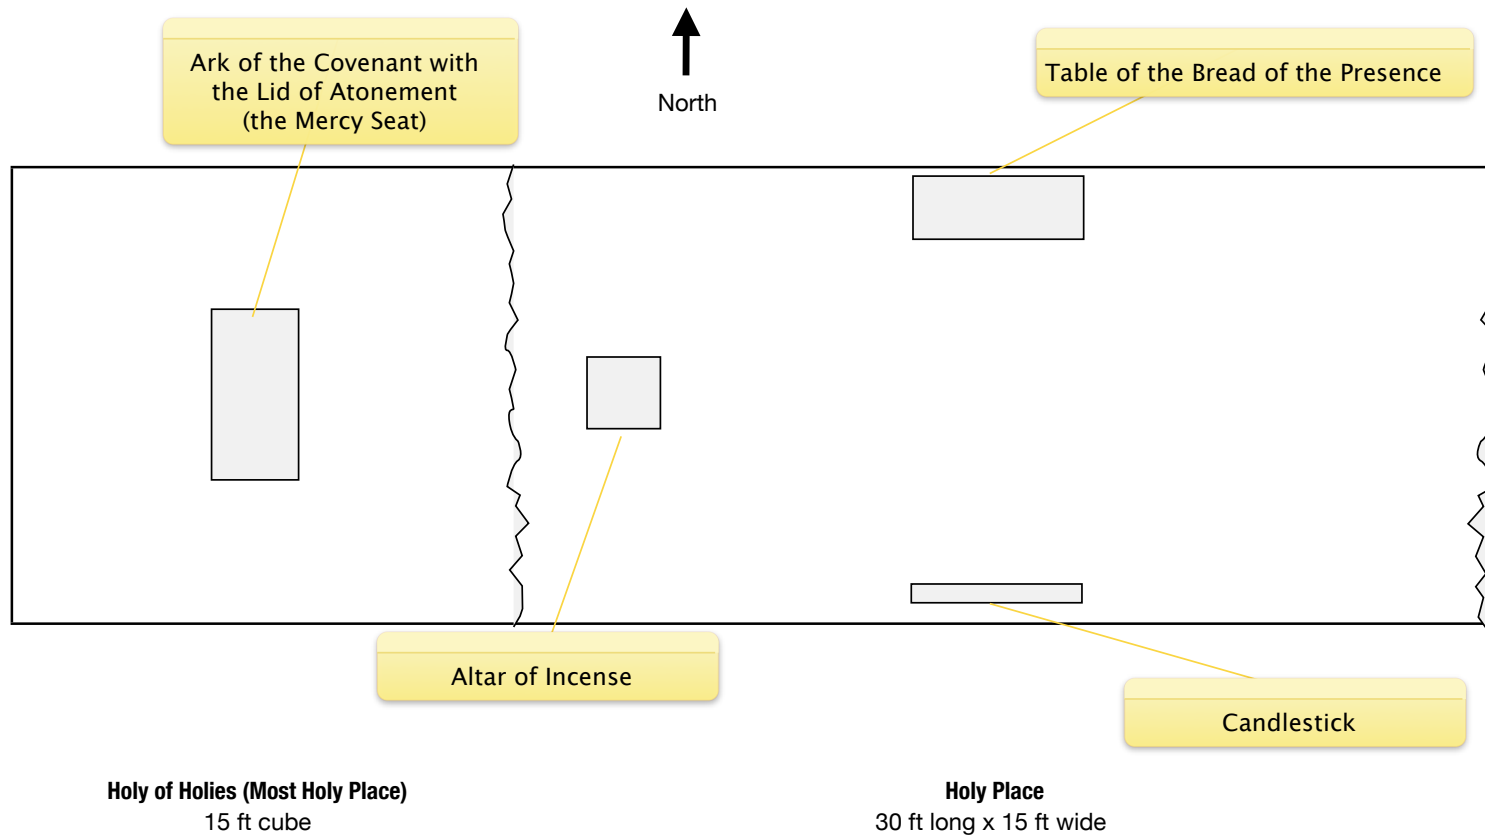 Ark of the Covenant with
the Lid of Atonement
(the Mercy Seat)
North
Table of the Bread of the Presence
Altar of Incense
Candlestick
Holy of Holies (Most Holy Place)
15 ft cube
Holy Place
30 ft long x 15 ft wide